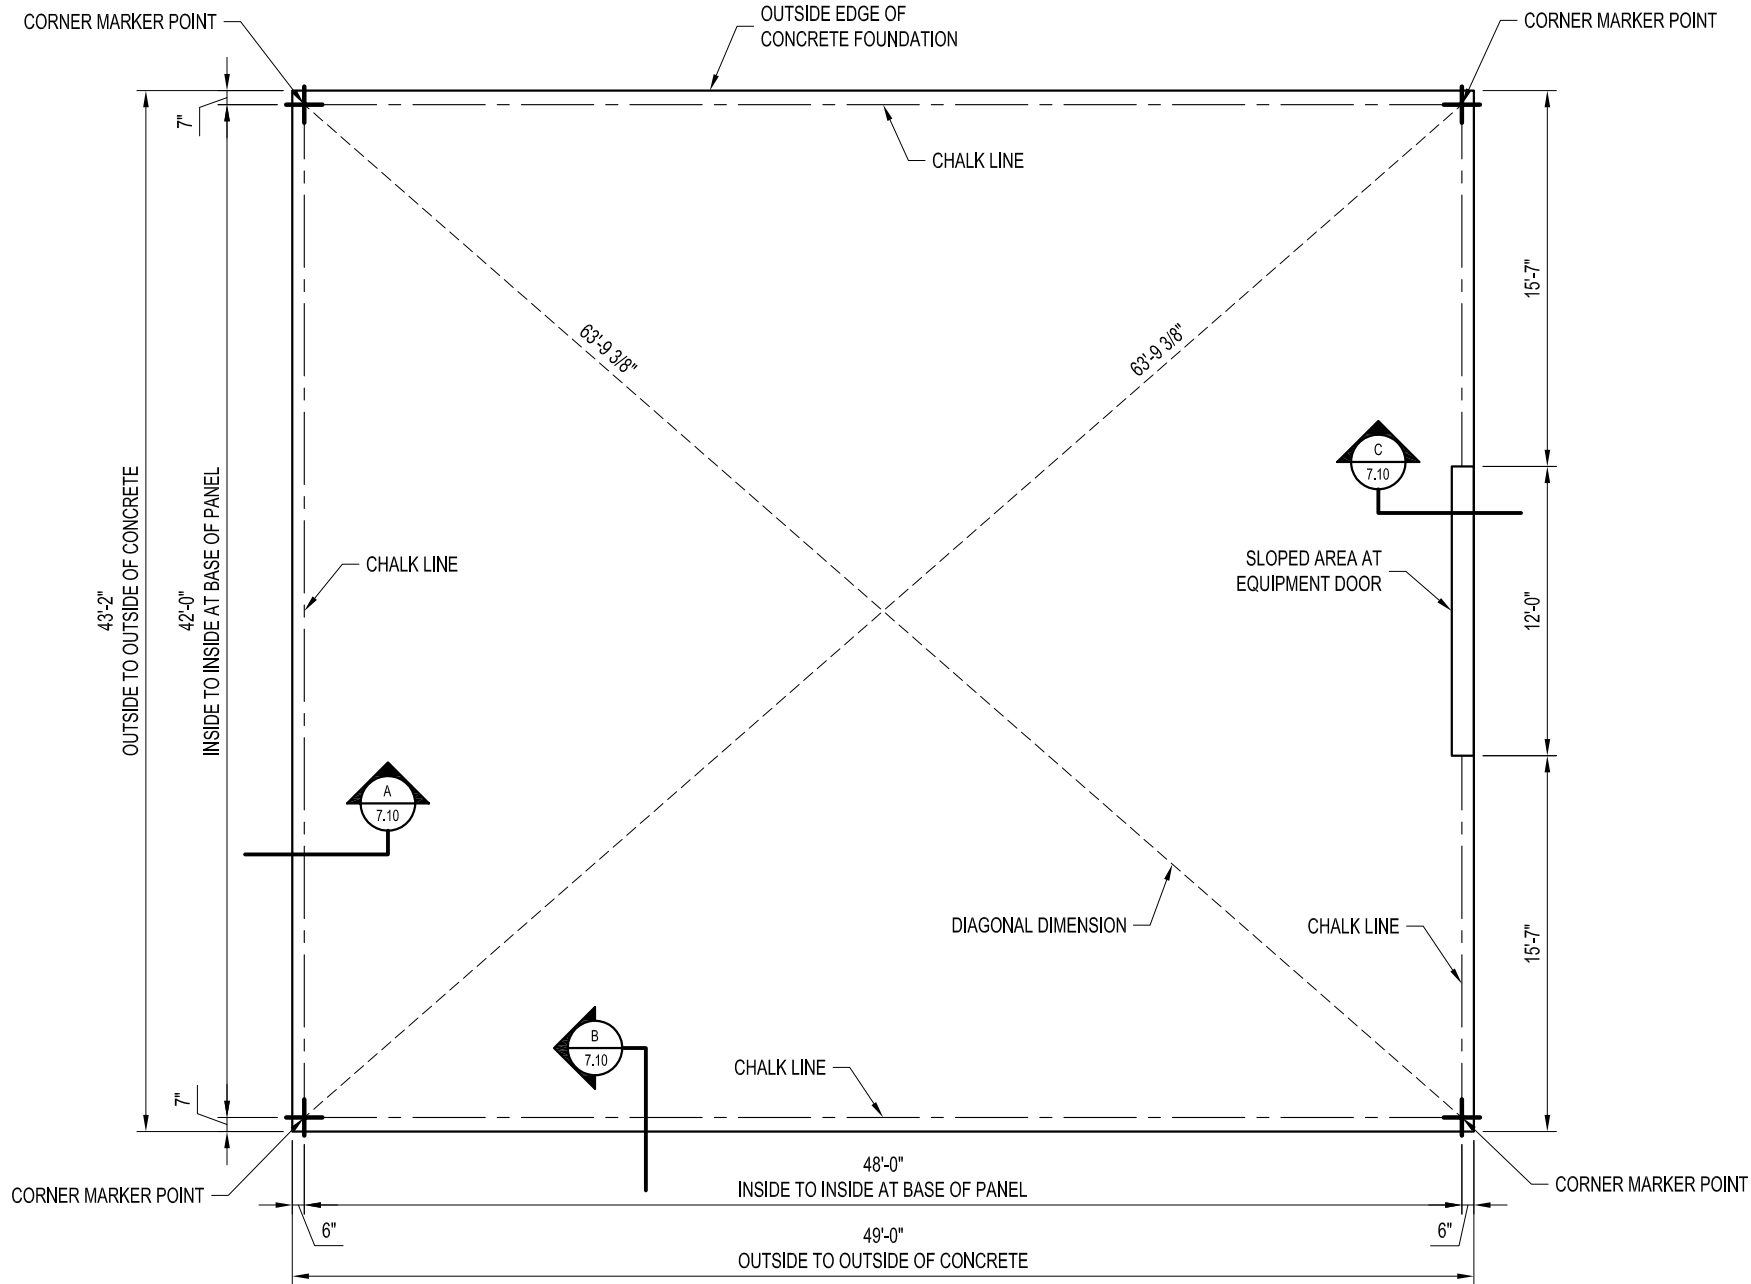 CORNER MARKER POINT
OUTSIDE EDGE OF
CONCRETE FOUNDATION
CORNER MARKER POINT
7"
CHALK LINE
15'-7"
63'-9 3/8"
63'-9 3/8"
C
7.10
43'-2"
OUTSIDE TO OUTSIDE OF CONCRETE
42'-0"
INSIDE TO INSIDE AT BASE OF PANEL
CHALK LINE
SLOPED AREA AT
EQUIPMENT DOOR
12'-0"
A
7.10
DIAGONAL DIMENSION
CHALK LINE
15'-7"
B
7.10
CHALK LINE
7"
CORNER MARKER POINT
48'-0"
INSIDE TO INSIDE AT BASE OF PANEL
CORNER MARKER POINT
6"
49'-0"
OUTSIDE TO OUTSIDE OF CONCRETE
6"